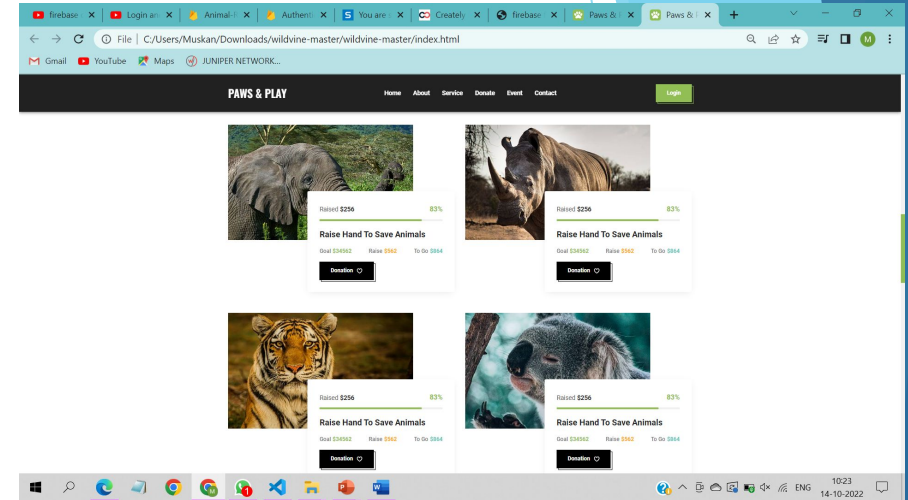 firebase
Login an
Animal-
Authenti
You are
Creately
firebase
Paws &
Paws &
File C:/Users/Muskan/Downloads/wildvine-master/wildvine-master/index.html
M
Gmail YouTube Maps JUNIPER NETWORK...
PAWS & PLAY Home About Service Donate Event Contact Login
Raised $256 83%
Raise Hand To Save Animals
Goal $34562 Raise $562 To Go $864
Donation
Raised $256 83%
Raise Hand To Save Animals
Goal $34562 Raise $562 To Go $864
Donation
Raised $256 83%
Raise Hand To Save Animals
Goal $34562 Raise $562 To Go $864
Donation
Raised $256 83%
Raise Hand To Save Animals
Goal $34562 Raise $562 To Go $864
Donation
ENG
10:23
14-10-2022